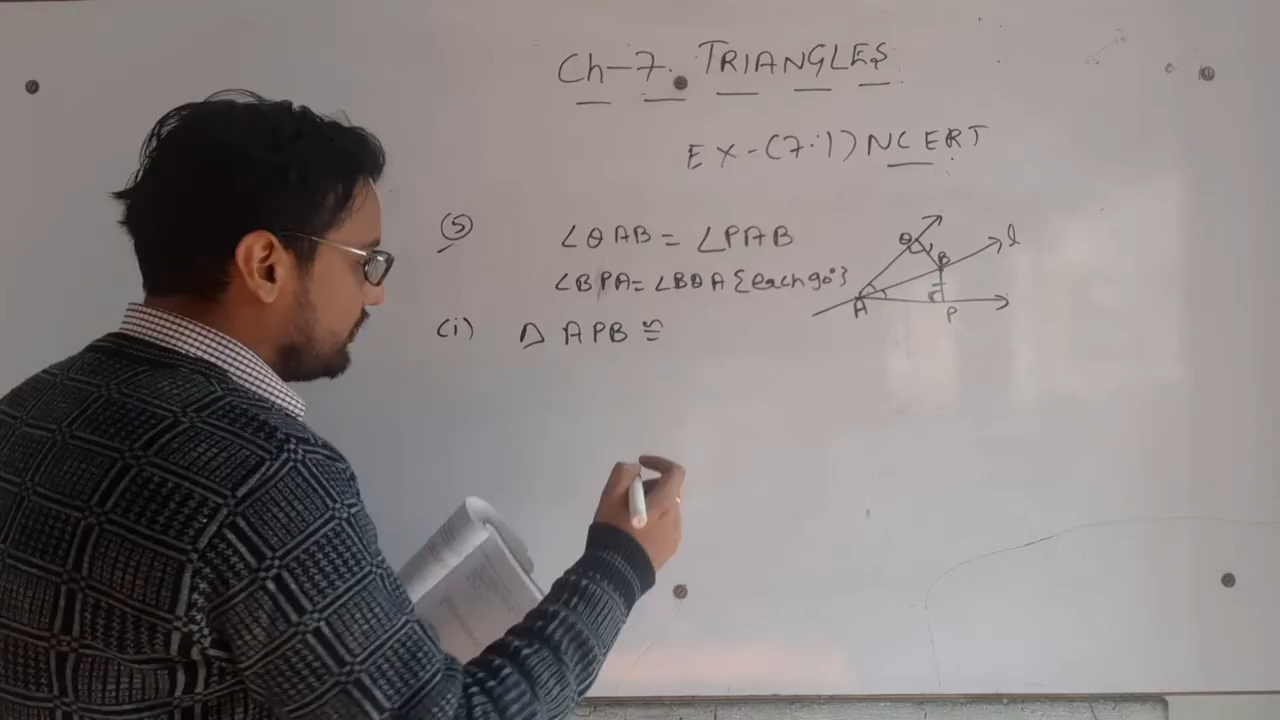 Ch-7. TRIANGLES
EX-(7.1) NCERT
(5) ∠QAB = ∠PAB
∠BPA = ∠BQA {each 90°}
(i) △ APB ≅
Q
l
B
A
P